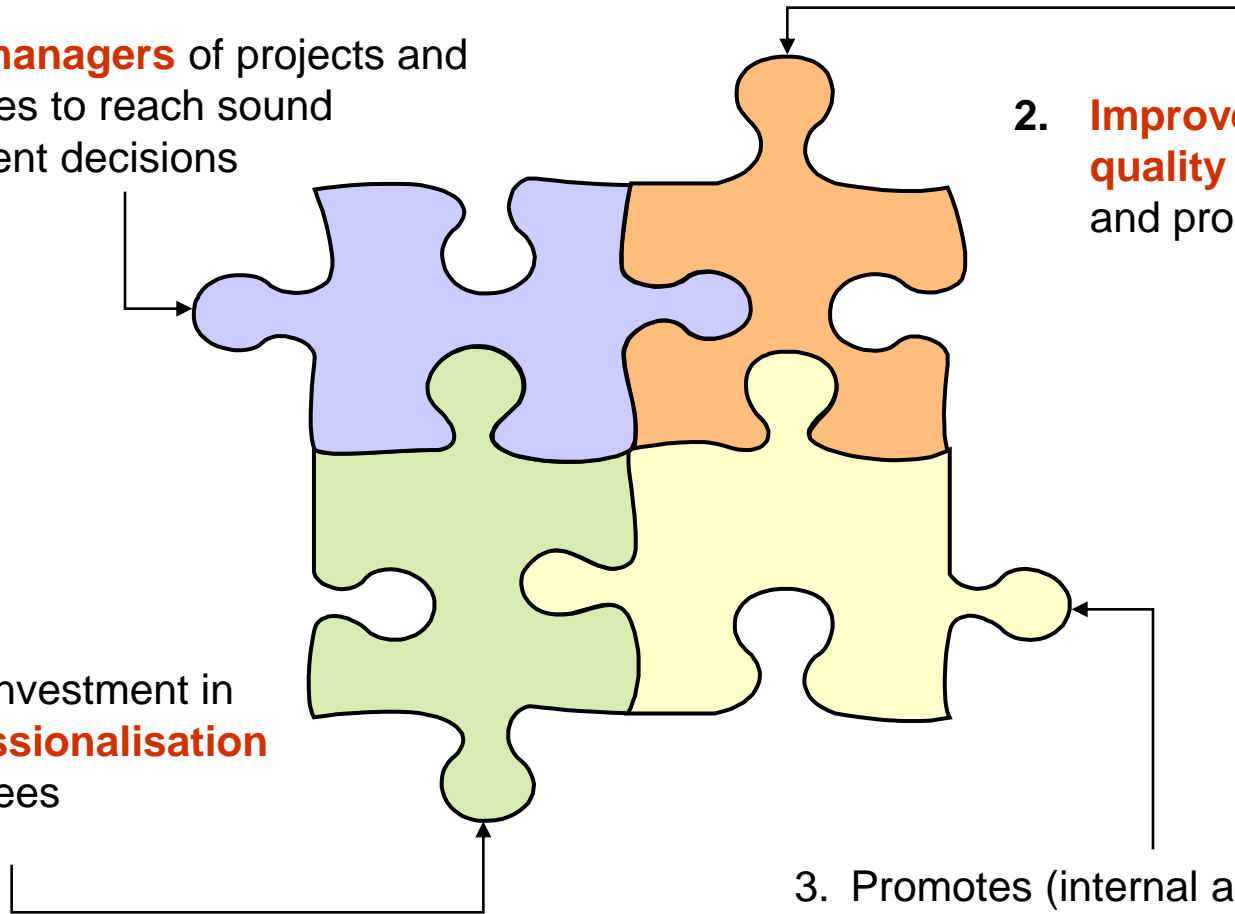 managers of projects and
es to reach sound
ent decisions
2. Improve
quality
and pro
nvestment in
ssionalisation
ees
3. Promotes (internal a